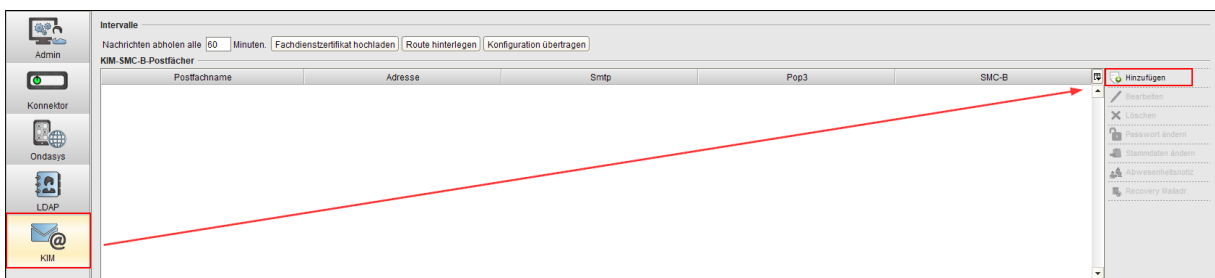 Intervalle
Nachrichten abholen alle 60 Minuten. Fachdienstzertifikat hochladen Route hinterlegen Konfiguration übertragen
KIM-SMC-B-Postfächer
Postfachname Adresse Smtp Pop3 SMC-B
Admin
Konnektor
Ondasys
LDAP
@
KIM
Hinzufügen
Bearbeiten
Löschen
Passwort ändern
Stammdaten ändern
Abwesenheitsnotiz
Recovery Mailadr